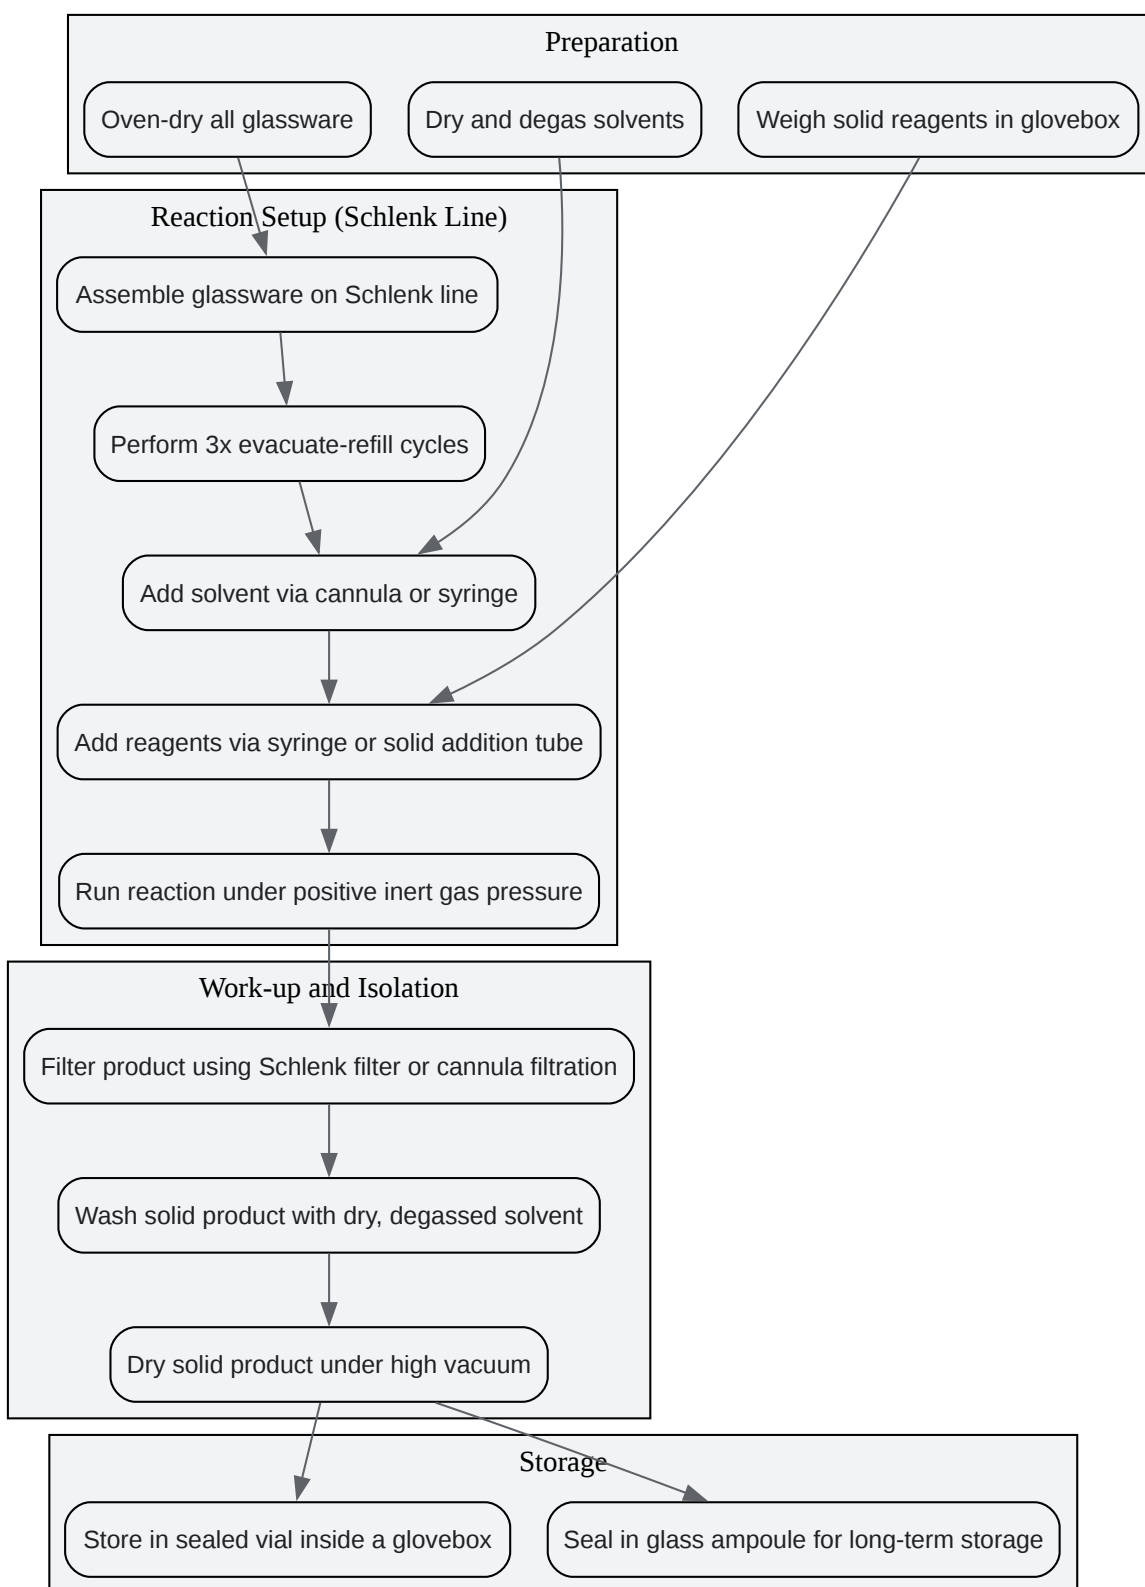 Preparation
Oven-dry all glassware
Dry and degas solvents
Weigh solid reagents in glovebox
Reaction Setup (Schlenk Line)
Assemble glassware on Schlenk line
Perform 3x evacuate-refill cycles
Add solvent via cannula or syringe
Add reagents via syringe or solid addition tube
Run reaction under positive inert gas pressure
Work-up and Isolation
Filter product using Schlenk filter or cannula filtration
Wash solid product with dry, degassed solvent
Dry solid product under high vacuum
Storage
Store in sealed vial inside a glovebox
Seal in glass ampoule for long-term storage